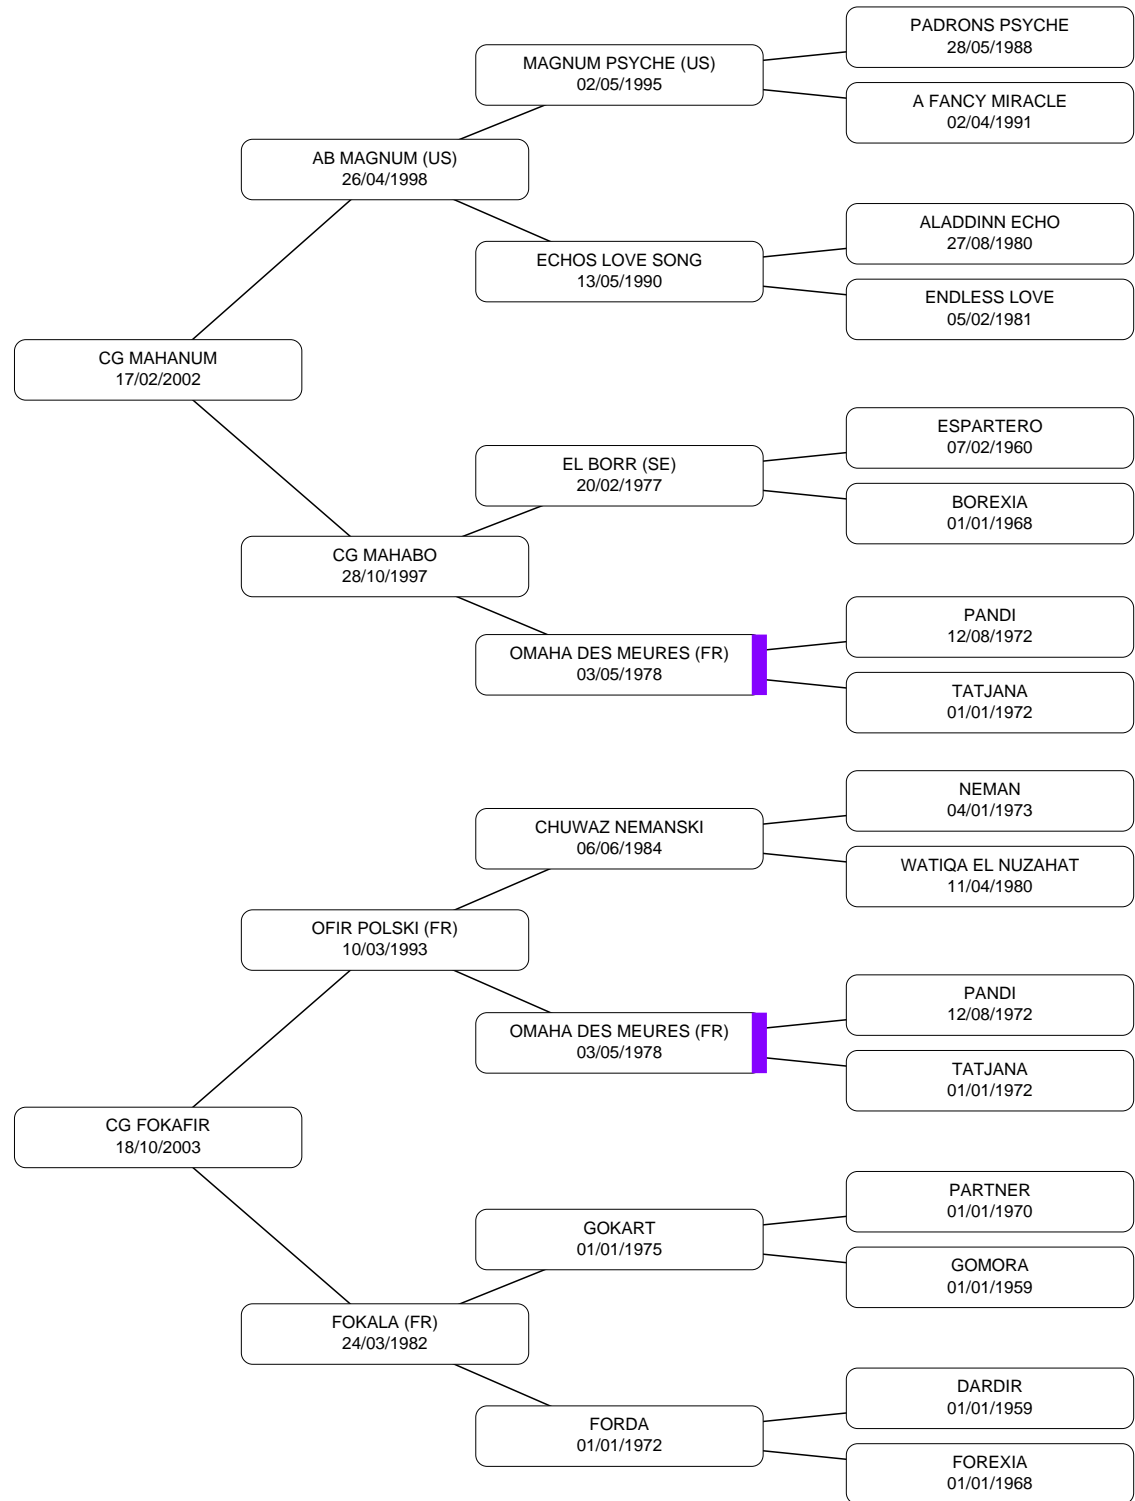 PADRONS PSYCHE
28/05/1988
MAGNUM PSYCHE (US)
02/05/1995
A FANCY MIRACLE
02/04/1991
AB MAGNUM (US)
26/04/1998
ALADDINN ECHO
27/08/1980
ECHOS LOVE SONG
13/05/1990
ENDLESS LOVE
05/02/1981
CG MAHANUM
17/02/2002
ESPARTERO
07/02/1960
EL BORR (SE)
20/02/1977
BOREXIA
01/01/1968
CG MAHABO
28/10/1997
PANDI
12/08/1972
OMAHA DES MEURES (FR)
03/05/1978
TATJANA
01/01/1972
NEMAN
04/01/1973
CHUWAZ NEMANSKI
06/06/1984
WATIQA EL NUZAHAT
11/04/1980
OFIR POLSKI (FR)
10/03/1993
PANDI
12/08/1972
OMAHA DES MEURES (FR)
03/05/1978
TATJANA
01/01/1972
CG FOKAFIR
18/10/2003
PARTNER
01/01/1970
GOKART
01/01/1975
GOMORA
01/01/1959
FOKALA (FR)
24/03/1982
DARDIR
01/01/1959
FORDA
01/01/1972
FOREXIA
01/01/1968